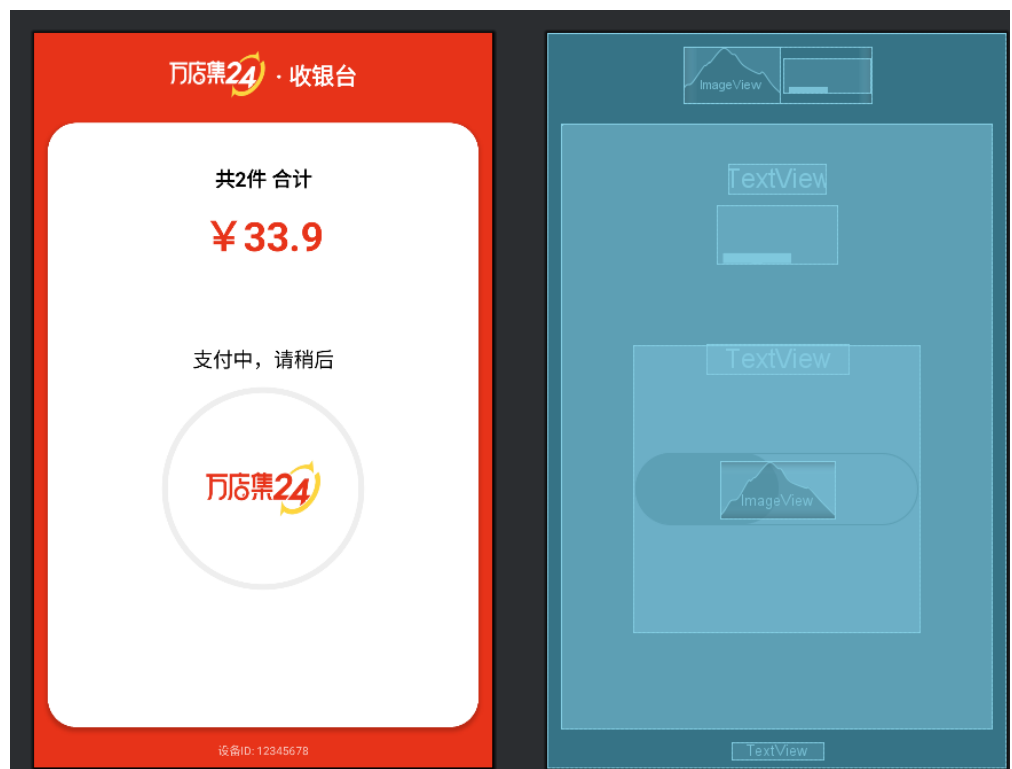 万店集24 · 收银台
共2件 合计
￥33.9
支付中，请稍后
万店集24
设备ID: 12345678
ImageView
TextView
TextView
ImageView
TextView